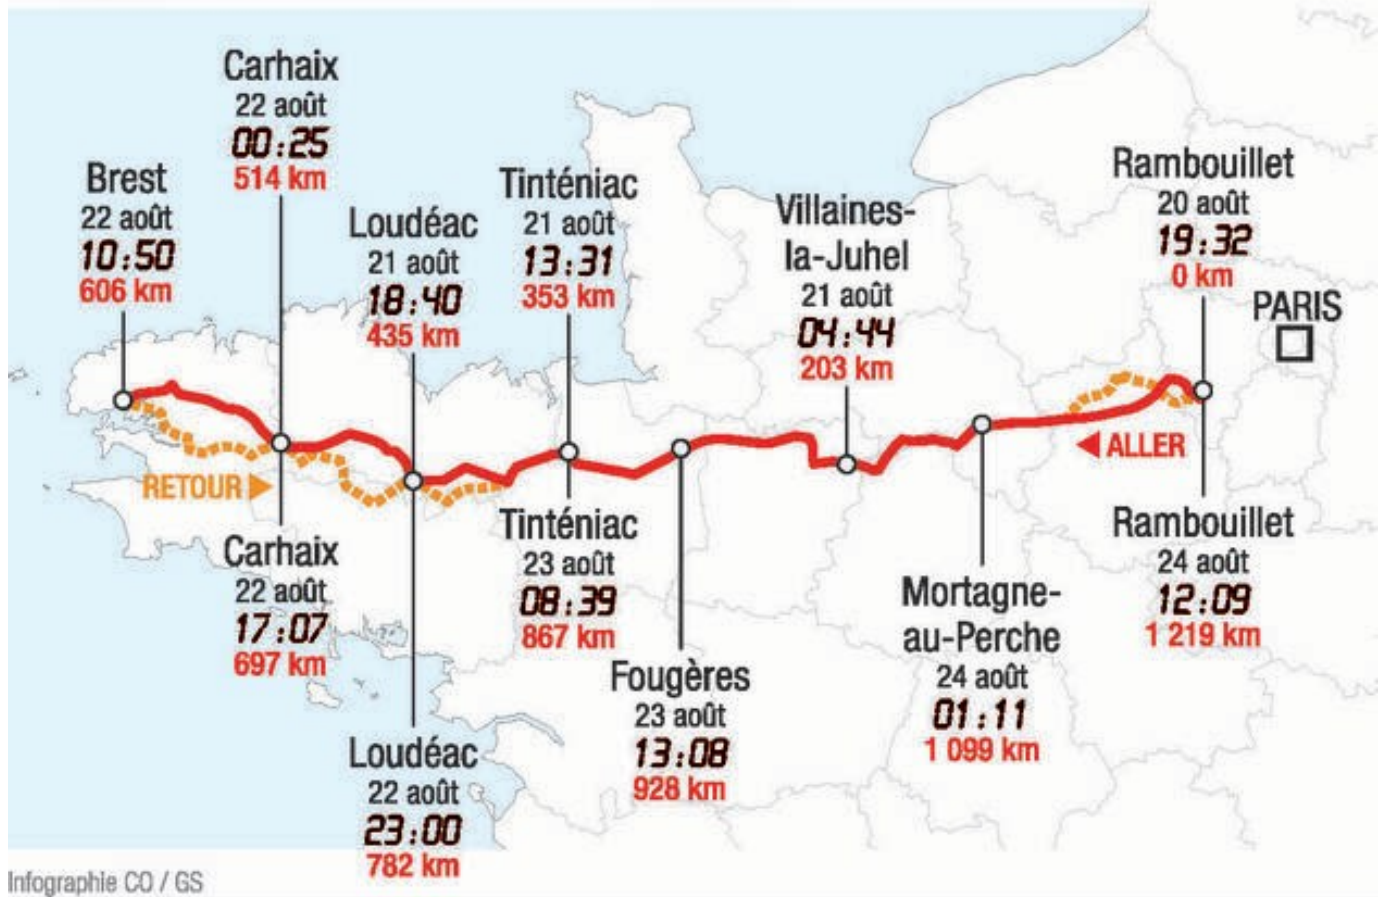 Carhaix
22 août
00:25
514 km
Brest
22 août
10:50
606 km
Loudéac
21 août
18:40
435 km
Tinténiac
21 août
13:31
353 km
Villaines-
la-Juhel
21 août
04:44
203 km
Rambouillet
20 août
19:32
0 km
PARIS
ALLER
RETOUR
Carhaix
22 août
17:07
697 km
Loudéac
22 août
23:00
782 km
Tinténiac
23 août
08:39
867 km
Fougères
23 août
13:08
928 km
Mortagne-
au-Perche
24 août
01:11
1 099 km
Rambouillet
24 août
12:09
1 219 km
Infographie CO / GS